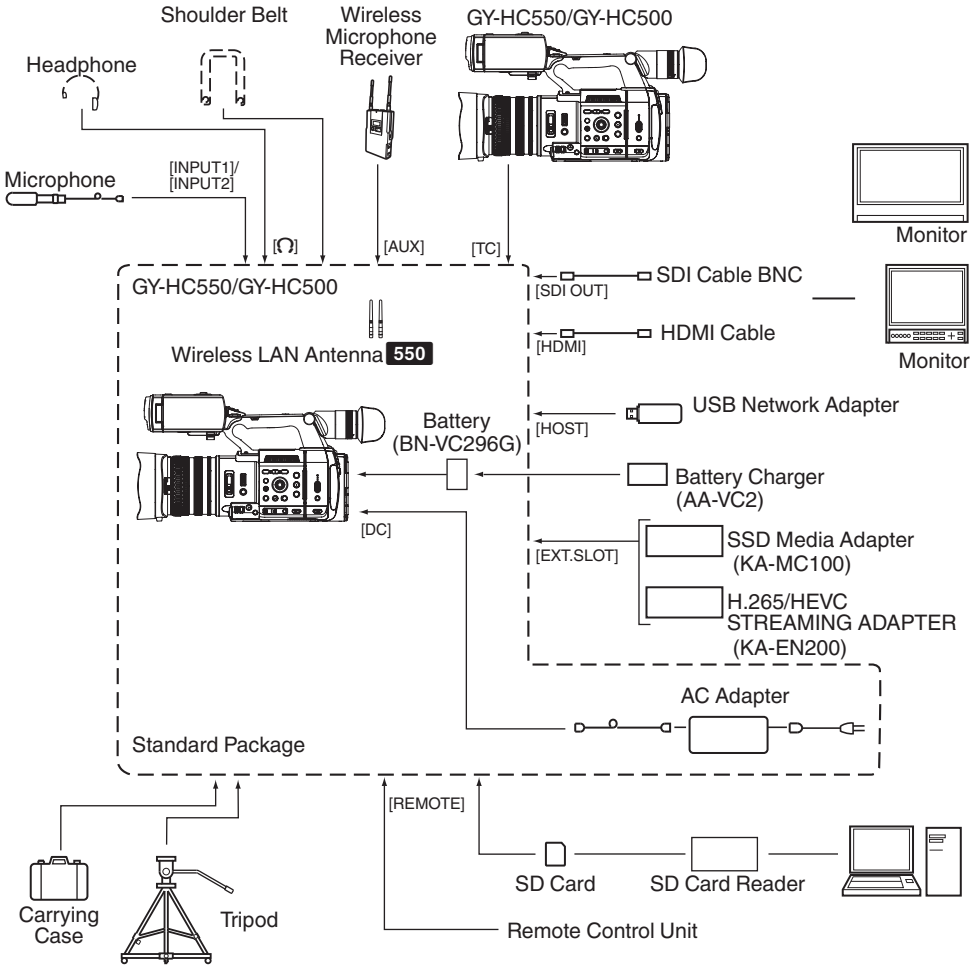 Shoulder Belt
Wireless
Microphone
Receiver
GY-HC550/GY-HC500
Headphone
Microphone
[INPUT1]/
[INPUT2]
[AUX]
[TC]
Monitor
GY-HC550/GY-HC500
Wireless LAN Antenna 550
[SDI OUT]
SDI Cable BNC
[HDMI]
HDMI Cable
Monitor
[HOST]
USB Network Adapter
Battery
(BN-VC296G)
Battery Charger
(AA-VC2)
[DC]
[EXT.SLOT]
SSD Media Adapter
(KA-MC100)
H.265/HEVC
STREAMING ADAPTER
(KA-EN200)
AC Adapter
Standard Package
[REMOTE]
Carrying
Case
Tripod
SD Card
SD Card Reader
Remote Control Unit